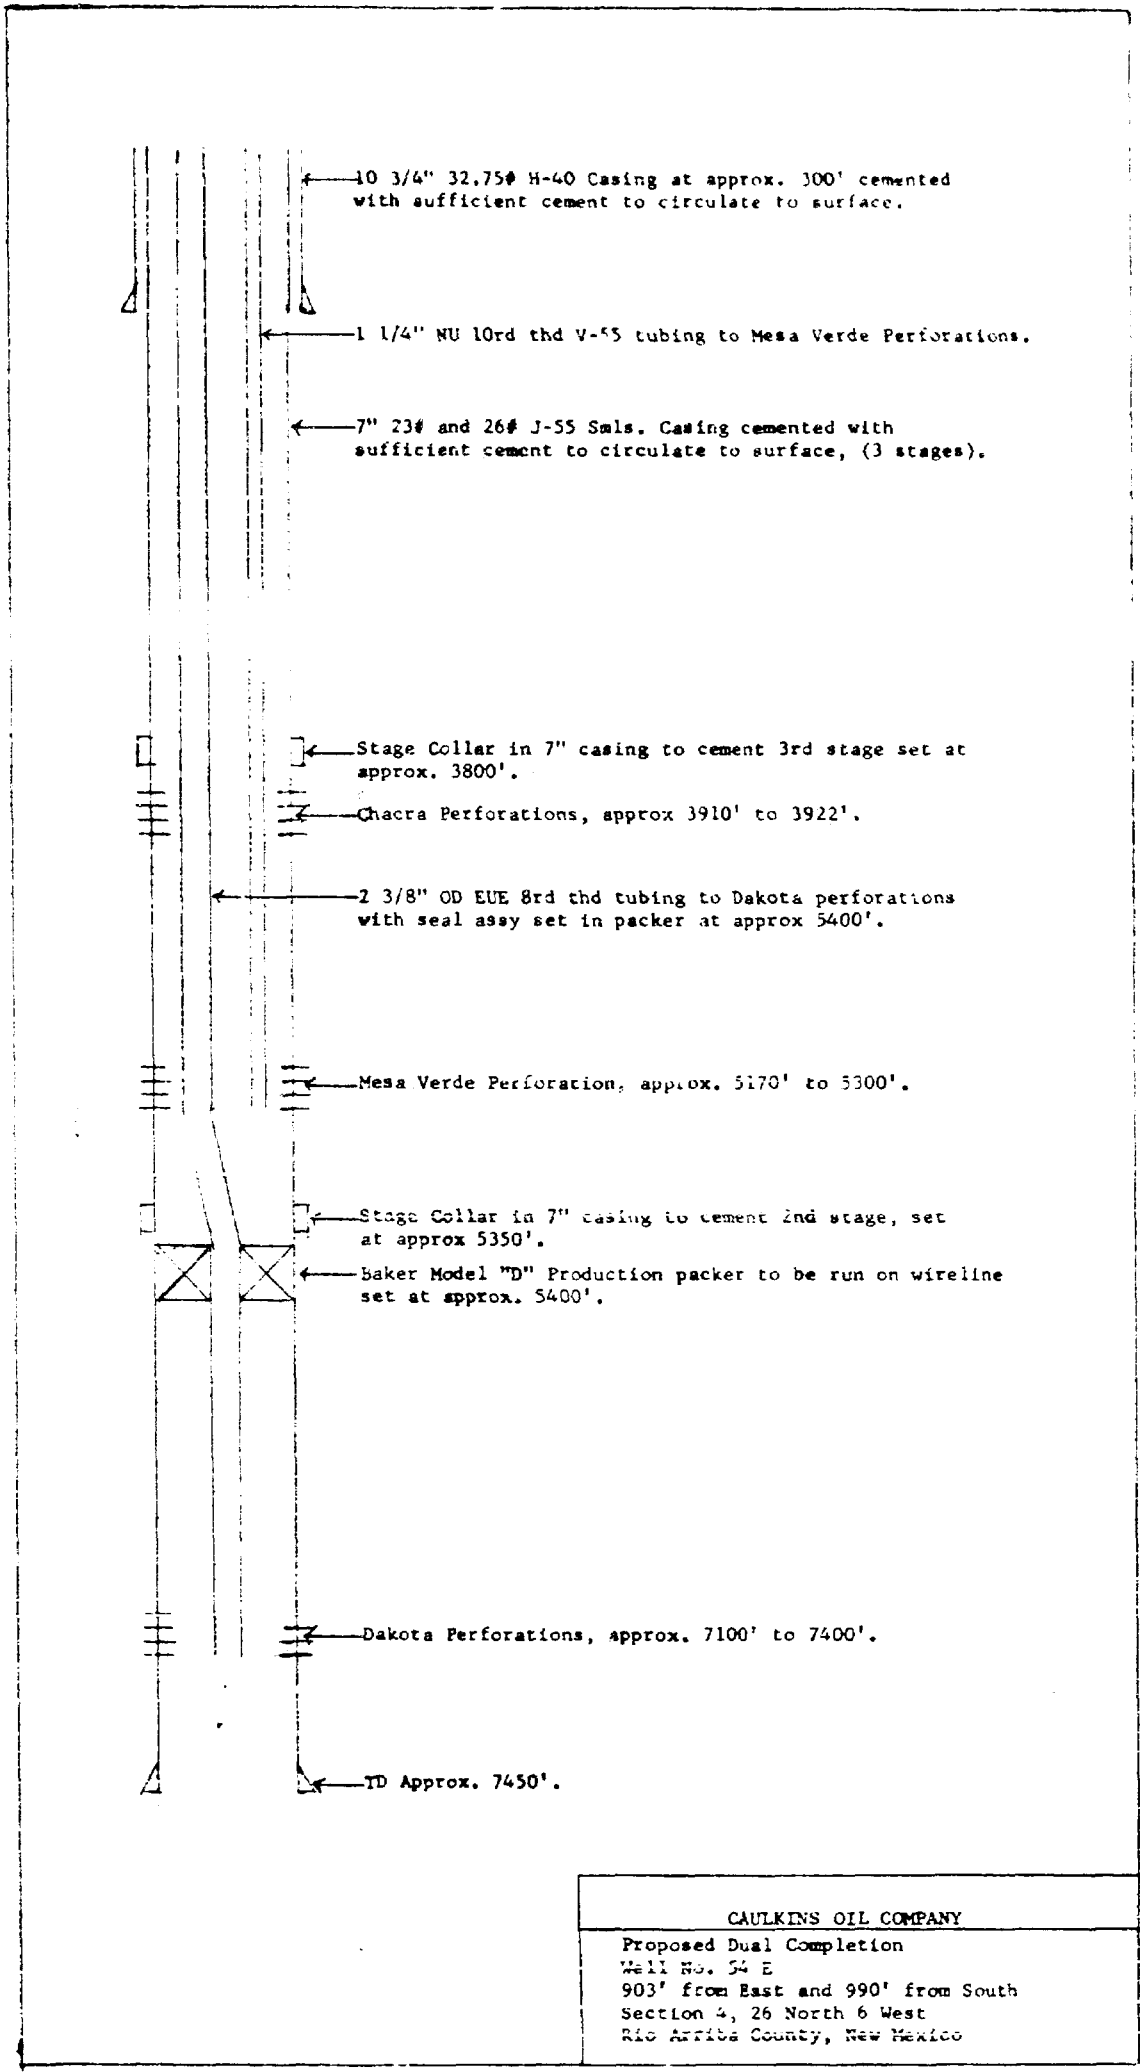 10 3/4" 32.75# H-40 Casing at approx. 300' cemented
with sufficient cement to circulate to surface.
1 1/4" NU 10rd thd V-55 tubing to Mesa Verde Perforations.
7" 23# and 26# J-55 Smls. Casing cemented with
sufficient cement to circulate to surface, (3 stages).
Stage Collar in 7" casing to cement 3rd stage set at
approx. 3800'.
Chacra Perforations, approx 3910' to 3922'.
2 3/8" OD EUE 8rd thd tubing to Dakota perforations
with seal assy set in packer at approx 5400'.
Mesa Verde Perforation, approx. 5170' to 5300'.
Stage Collar in 7" casing to cement 2nd stage, set
at approx 5350'.
Baker Model "D" Production packer to be run on wireline
set at approx. 5400'.
Dakota Perforations, approx. 7100' to 7400'.
TD Approx. 7450'.
CAULKINS OIL COMPANY
Proposed Dual Completion
Well No. 54 E
903' from East and 990' from South
Section 4, 26 North 6 West
Rio Arriba County, New Mexico